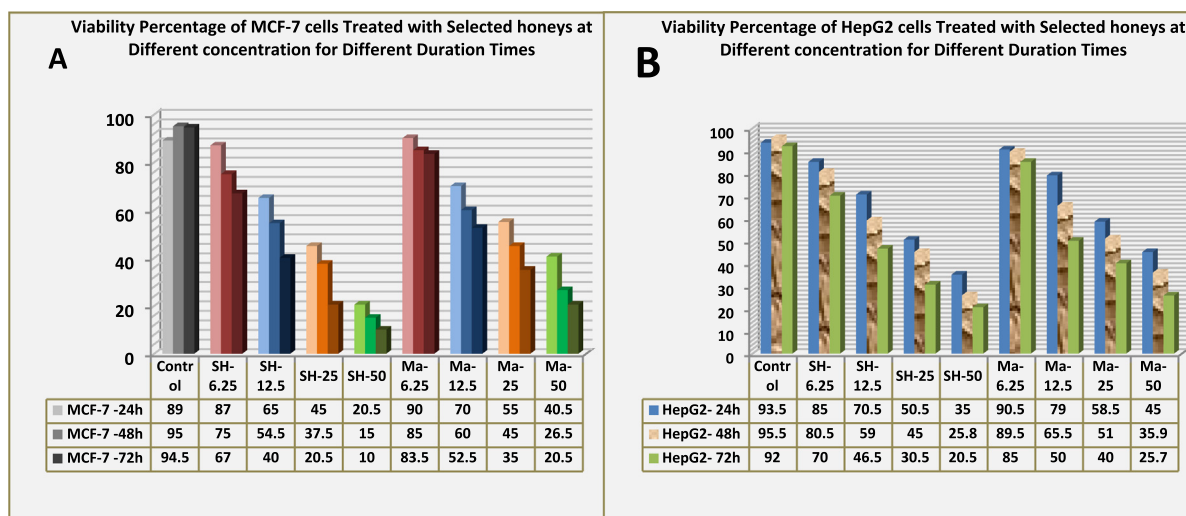 Viability Percentage of MCF-7 cells Treated with Selected honeys at
Different concentration for Different Duration Times
A
100
80
60
40
20
0
Contr
ol
SH-
6.25
SH-
12.5
SH-25
SH-50
Ma-
6.25
Ma-
12.5
Ma-
25
Ma-
50
MCF-7 -24h 89 87 65 45 20.5 90 70 55 40.5
MCF-7 -48h 95 75 54.5 37.5 15 85 60 45 26.5
MCF-7 -72h 94.5 67 40 20.5 10 83.5 52.5 35 20.5
Viability Percentage of HepG2 cells Treated with Selected honeys at
Different concentration for Different Duration Times
B
100
90
80
70
60
50
40
30
20
10
0
Contr
ol
SH-
6.25
SH-
12.5
SH-25
SH-50
Ma-
6.25
Ma-
12.5
Ma-
25
Ma-
50
HepG2- 24h 93.5 85 70.5 50.5 35 90.5 79 58.5 45
HepG2- 48h 95.5 80.5 59 45 25.8 89.5 65.5 51 35.9
HepG2- 72h 92 70 46.5 30.5 20.5 85 50 40 25.7